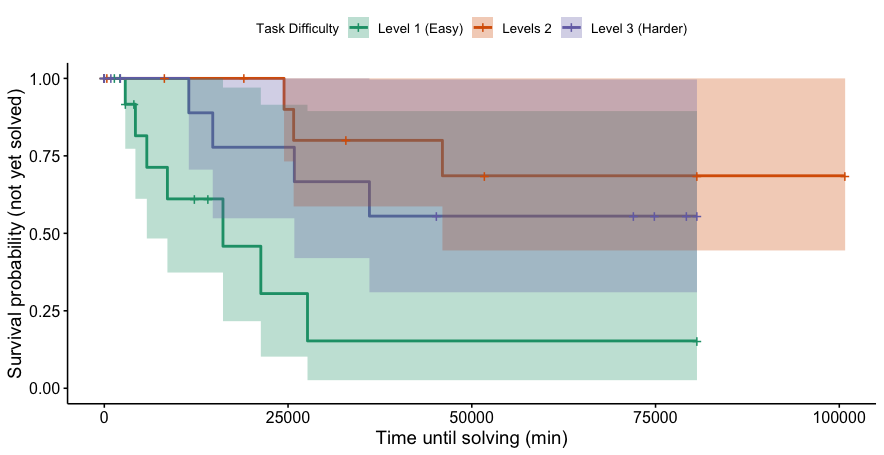 Task Difficulty Level 1 (Easy) Levels 2 Level 3 (Harder)
Survival probability (not yet solved)
1.00
0.75
0.50
0.25
0.00
0 25000 50000 75000 100000
Time until solving (min)